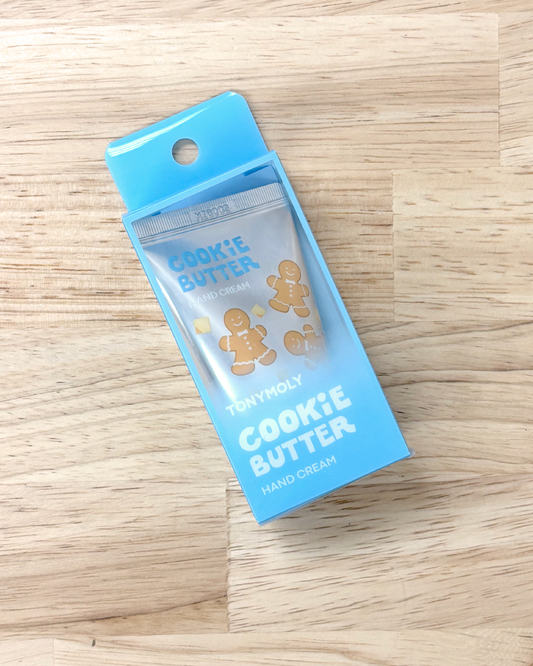 COOKiE
BUTTER
HAND CREAM
TONYMOLY
COOKiE
BUTTER
HAND CREAM